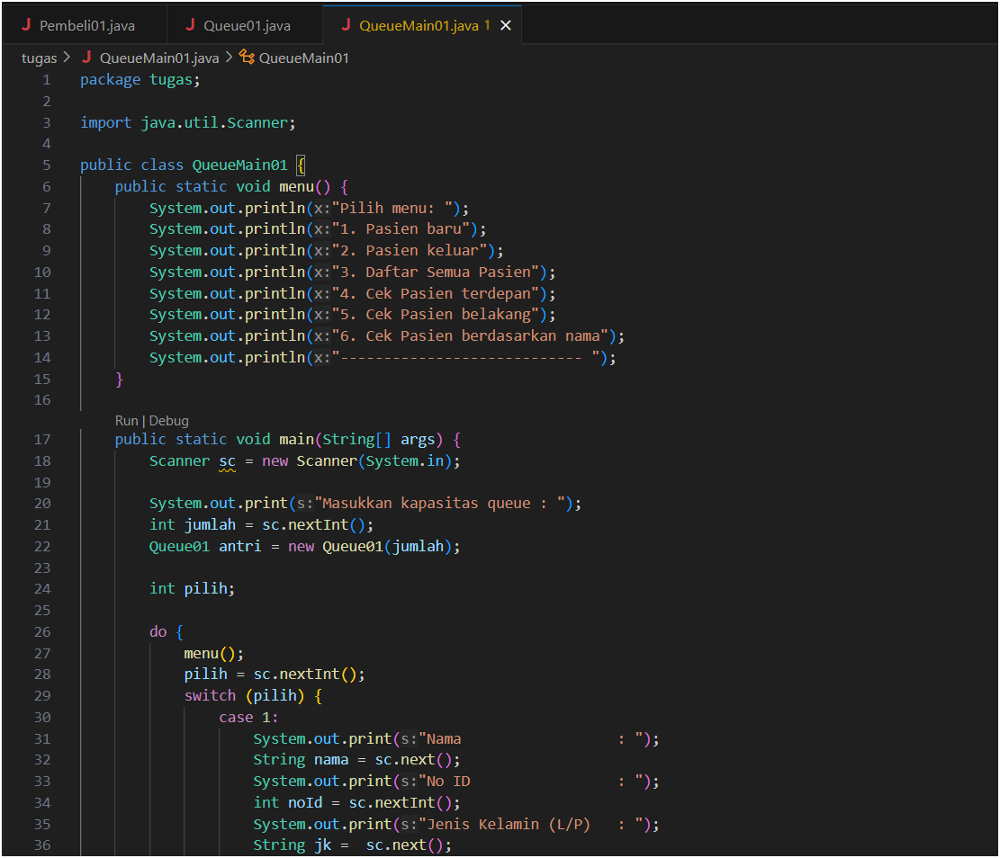 Pembeli01.java Queue01.java QueueMain01.java 1
tugas > QueueMain01.java > QueueMain01
1 package tugas;
2
3 import java.util.Scanner;
4
5 public class QueueMain01 {
6 public static void menu() {
7 System.out.println(x:"Pilih menu: ");
8 System.out.println(x:"1. Pasien baru");
9 System.out.println(x:"2. Pasien keluar");
10 System.out.println(x:"3. Daftar Semua Pasien");
11 System.out.println(x:"4. Cek Pasien terdepan");
12 System.out.println(x:"5. Cek Pasien belakang");
13 System.out.println(x:"6. Cek Pasien berdasarkan nama");
14 System.out.println(x:"---------------------------- ");
15 }
16
Run | Debug
17 public static void main(String[] args) {
18 Scanner sc = new Scanner(System.in);
19
20 System.out.print(s:"Masukkan kapasitas queue : ");
21 int jumlah = sc.nextInt();
22 Queue01 antri = new Queue01(jumlah);
23
24 int pilih;
25
26 do {
27 menu();
28 pilih = sc.nextInt();
29 switch (pilih) {
30 case 1:
31 System.out.print(s:"Nama                  : ");
32 String nama = sc.next();
33 System.out.print(s:"No ID                 : ");
34 int noId = sc.nextInt();
35 System.out.print(s:"Jenis Kelamin (L/P)   : ");
36 String jk =  sc.next();